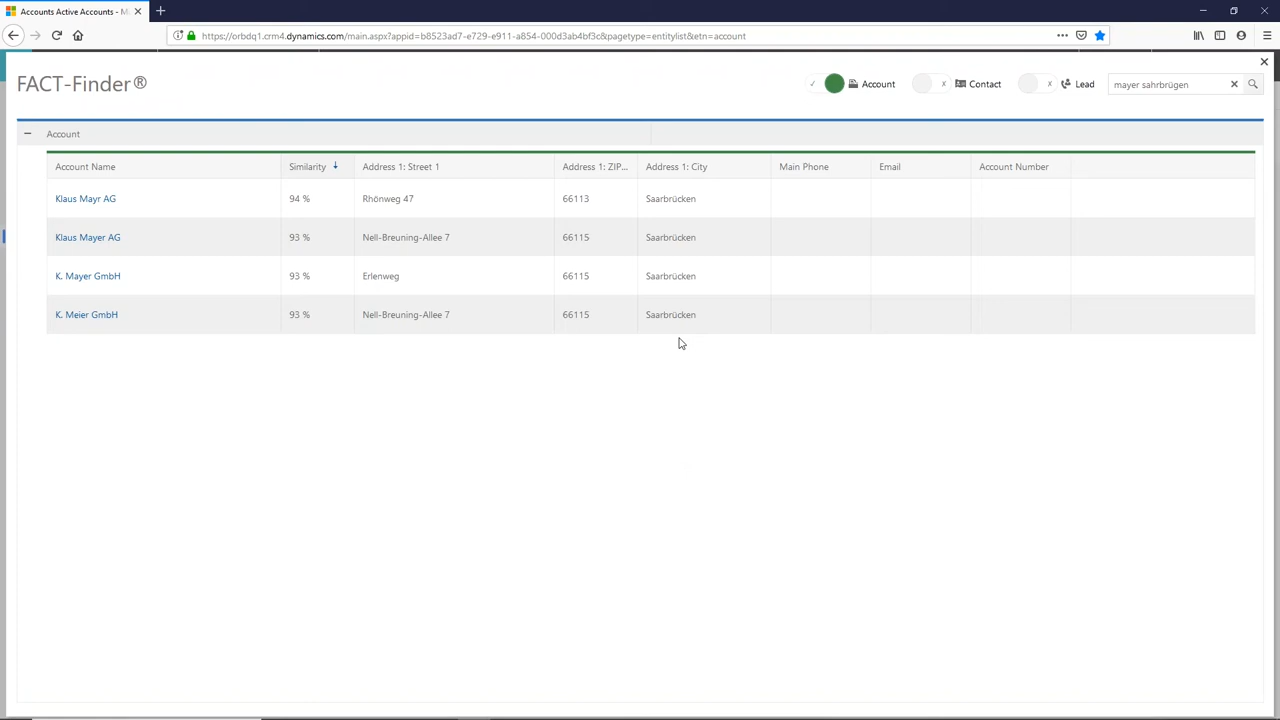 Accounts Active Accounts - M
https://orbdq1.crm4.dynamics.com/main.aspx?appid=b8523ad7-e729-e911-a854-000d3ab4bf3c&pagetype=entitylist&etn=account
FACT-Finder®
Account
Contact
Lead
mayer sahrbrügen
Account
Account Name Similarity Address 1: Street 1 Address 1: ZIP... Address 1: City Main Phone Email Account Number
Klaus Mayr AG 94 % Rhönweg 47 66113 Saarbrücken
Klaus Mayer AG 93 % Nell-Breuning-Allee 7 66115 Saarbrücken
K. Mayer GmbH 93 % Erlenweg 66115 Saarbrücken
K. Meier GmbH 93 % Nell-Breuning-Allee 7 66115 Saarbrücken